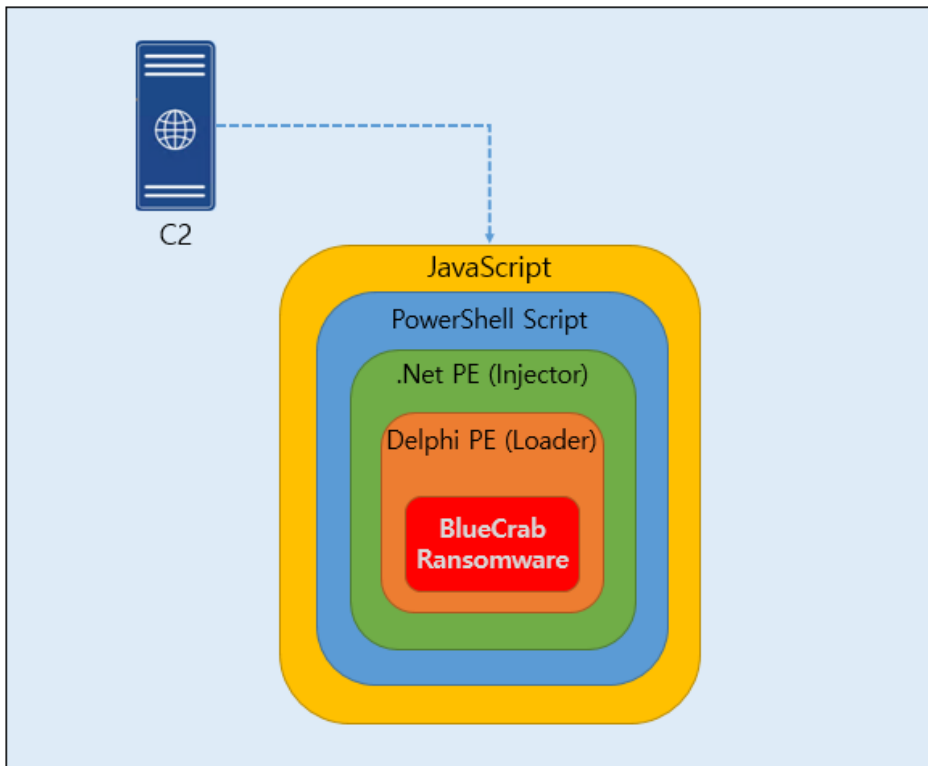 C2
JavaScript
PowerShell Script
.Net PE (Injector)
Delphi PE (Loader)
BlueCrab
Ransomware